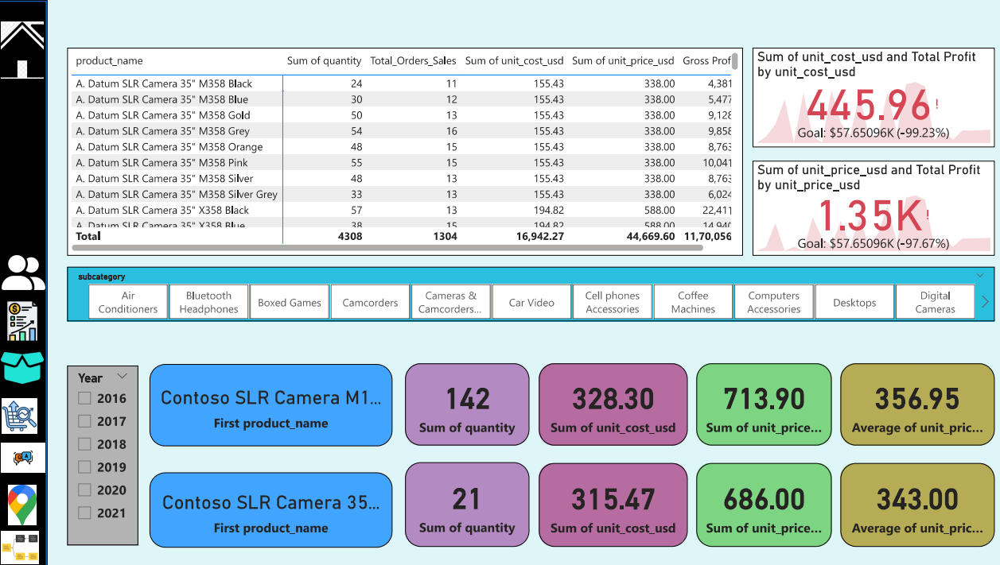 product_name Sum of quantity Total_Orders_Sales Sum of unit_cost_usd Sum of unit_price_usd Gross Prof
A. Datum SLR Camera 35" M358 Black 24 11 155.43 338.00 4,381
A. Datum SLR Camera 35" M358 Blue 30 12 155.43 338.00 5,477
A. Datum SLR Camera 35" M358 Gold 50 13 155.43 338.00 9,128
A. Datum SLR Camera 35" M358 Grey 54 16 155.43 338.00 9,858
A. Datum SLR Camera 35" M358 Orange 48 15 155.43 338.00 8,763
A. Datum SLR Camera 35" M358 Pink 55 15 155.43 338.00 10,041
A. Datum SLR Camera 35" M358 Silver 48 13 155.43 338.00 8,763
A. Datum SLR Camera 35" M358 Silver Grey 33 13 155.43 338.00 6,024
A. Datum SLR Camera 35" X358 Black 57 13 194.82 588.00 22,411
A. Datum SLR Camera 35" X358 Blue 38 15 194.82 588.00 14,940
Total 4308 1304 16,942.27 44,669.60 11,70,056
Sum of unit_cost_usd and Total Profit
by unit_cost_usd
445.96!
Goal: $57.65096K (-99.23%)
Sum of unit_price_usd and Total Profit
by unit_price_usd
1.35K!
Goal: $57.65096K (-97.67%)
subcategory
Air
Conditioners
Bluetooth
Headphones
Boxed Games
Camcorders
Cameras &
Camcorders...
Car Video
Cell phones
Accessories
Coffee
Machines
Computers
Accessories
Desktops
Digital
Cameras
Year
2016
2017
2018
2019
2020
2021
Contoso SLR Camera M1...
First product_name
142
Sum of quantity
328.30
Sum of unit_cost_usd
713.90
Sum of unit_price...
356.95
Average of unit_pric...
Contoso SLR Camera 35...
First product_name
21
Sum of quantity
315.47
Sum of unit_cost_usd
686.00
Sum of unit_price...
343.00
Average of unit_pric...